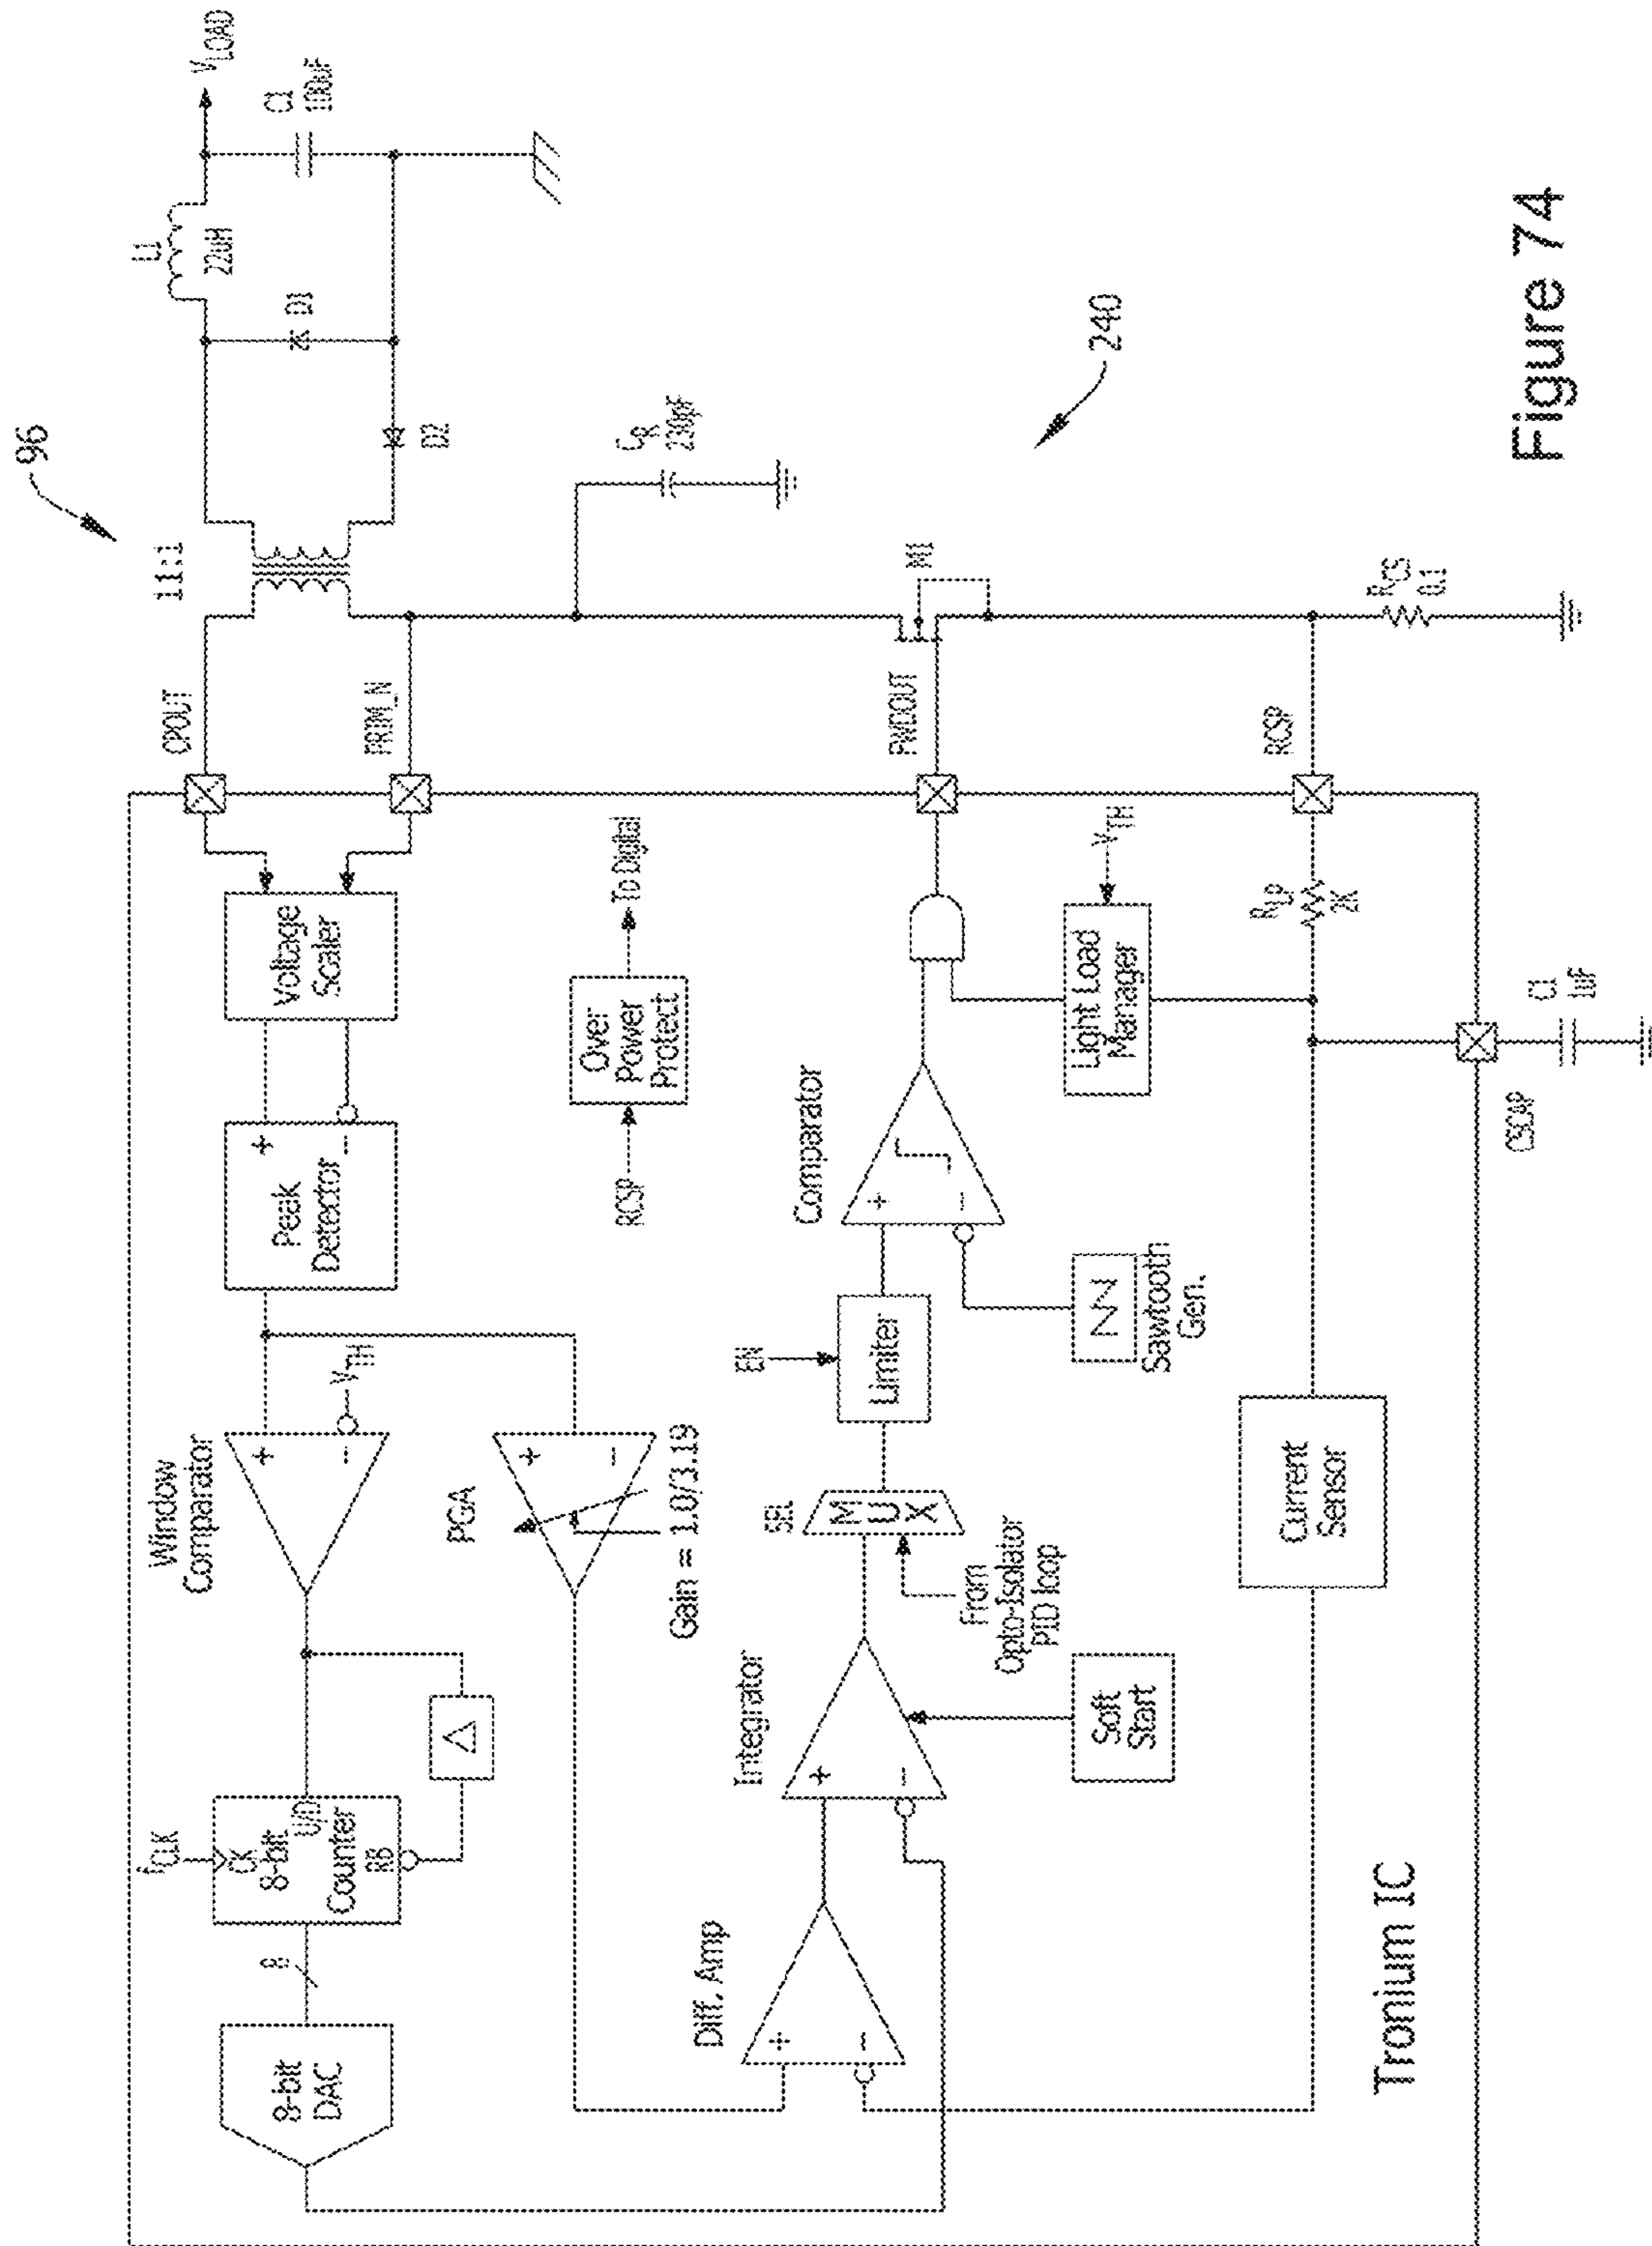 96
11:1
CPOUT
PRIM_N
L1
22uH
D1
D2
C1
100uF
VLOAD
CR
230pF
240
M1
FWDOUT
RCSP
RCS
0.1
Voltage
Scaler
Peak
Detector
+
−
Window
Comparator
+
−
VTH
fCLK
CK
8-bit
U/D
Counter
RB
Δ
8
8-bit
DAC
PGA
+
−
Gain = 1.0/3.19
RCSP
Over
Power
Protect
To Digital
Diff. Amp
+
−
Integrator
+
−
Soft
Start
SEL
MUX
From
Opto-Isolator
PID loop
EN
Limiter
Comparator
+
−
Sawtooth
Gen.
Light Load
Manager
VTH
RLP
2K
Current
Sensor
CSCAP
C1
1uF
Tronium IC
Figure 74